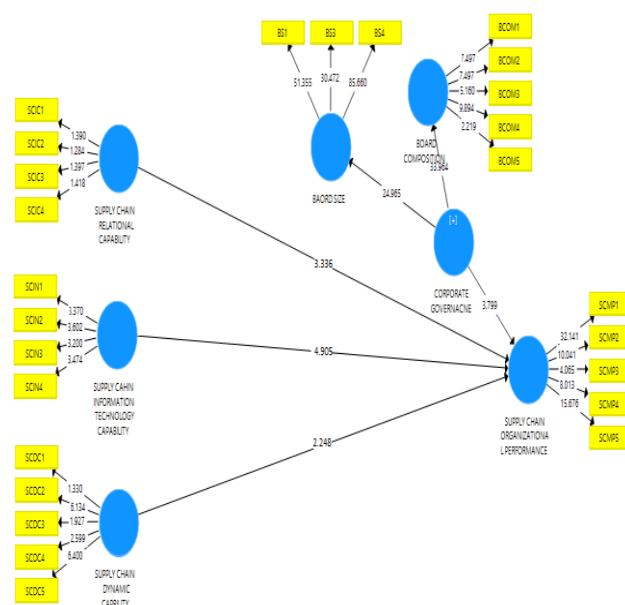 BS1
BS3
BS4
51.355
30.472
85.660
BAORD SIZE
BCOM1
BCOM2
BCOM3
BCOM4
BCOM5
7.497
7.497
5.160
9.894
2.219
BOARD
COMPOSITION
33.964
24.965
[+]
CORPORATE
GOVERNACNE
3.799
SCIC1
SCIC2
SCIC3
SCIC4
1.390
1.284
1.397
1.418
SUPPLY CHAIN
RELATIONAL
CAPABILITY
3.336
SCIN1
SCIN2
SCIN3
SCIN4
3.370
3.602
3.200
3.474
SUPPLY CAHIN
INFORMATION
TECHNOLOGY
CAPABILITY
4.905
SCDC1
SCDC2
SCDC3
SCDC4
SCDC5
1.330
6.134
1.927
2.599
6.400
SUPPLY CHAIN
DYNAMIC
CAPBILITY
2.248
SCMP1
SCMP2
SCMP3
SCMP4
SCMP5
32.141
10.041
4.065
8.013
15.676
SUPPLY CHAIN
ORGANIZATIONA
L PERFORMANCE